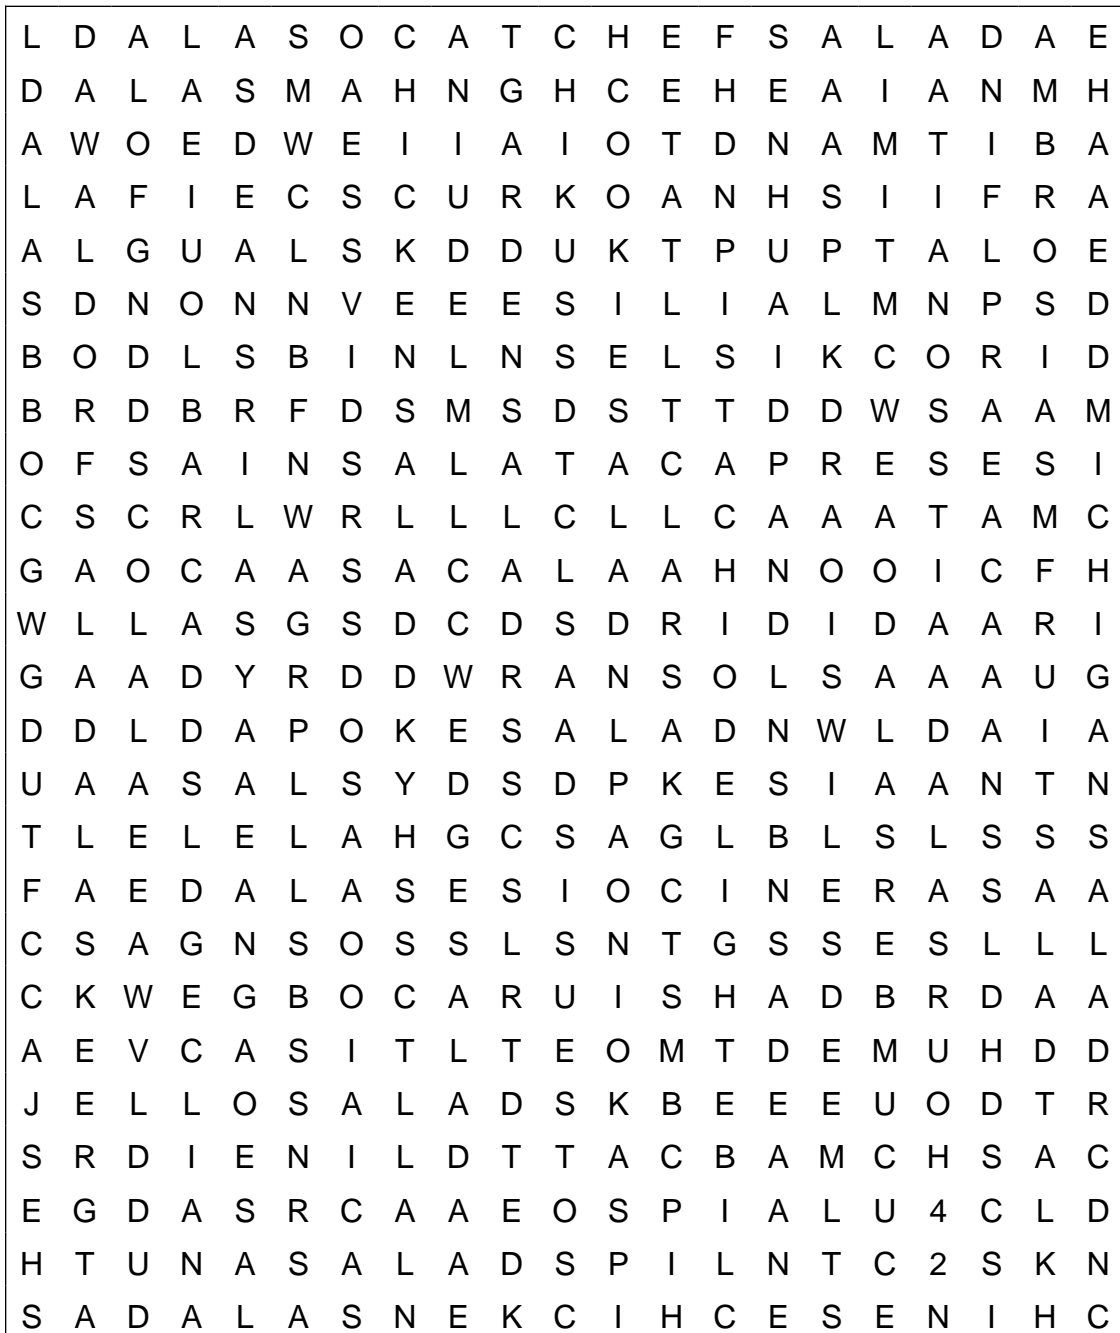 L D A L A S O C A T C H E F S A L A D A E
D A L A S M A H N G H C E H E A I A N M H
A W O E D W E I I A I O T D N A M T I B A
L A F I E C S C U R K O A N H S I I F R A
A L G U A L S K D D U K T P U P T A L O E
S D N O N N V E E E S I L I A L M N P S D
B O D L S B I N L N S E L S I K C O R I D
B R D B R F D S M S D S T T D D W S A A M
O F S A I N S A L A T A C A P R E S E S I
C S C R L W R L L L C L L C A A A T A M C
G A O C A A S A C A L A A H N O O I C F H
W L L A S G S D C D S D R I D I D A A R I
G A A D Y R D D W R A N S O L S A A A U G
D D L D A P O K E S A L A D N W L D A I A
U A A S A L S Y D S D P K E S I A A N T N
T L E L E L A H G C S A G L B L S L S S S
F A E D A L A S E S I O C I N E R A S A A
C S A G N S O S S L S N T G S S E S L L L
C K W E G B O C A R U I S H A D B R D A A
A E V C A S I T L T E O M T D E M U H D D
J E L L O S A L A D S K B E E E U O D T R
S R D I E N I L D T T A C B A M C H S A C
E G D A S R C A A E O S P I A L U 4 C L D
H T U N A S A L A D S P I L N T C 2 S K N
S A D A L A S N E K C I H C E S E N I H C